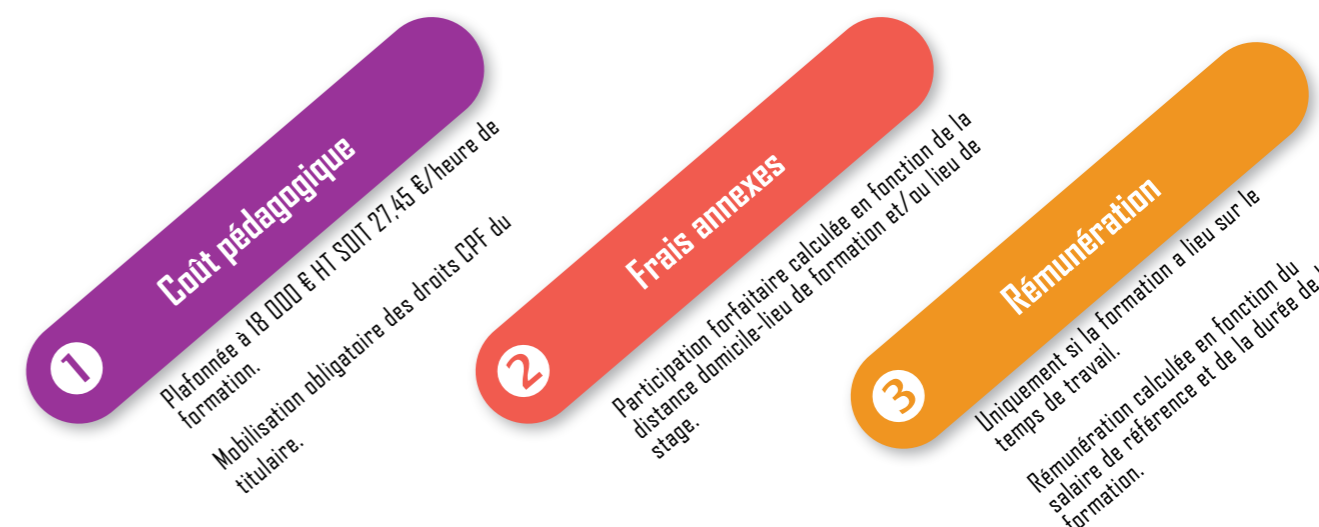 1
Coût pédagogique
Plafonnée à 18 000 € HT SOIT 27,45 €/heure de
formation.
Mobilisation obligatoire des droits CPF du
titulaire.
2
Frais annexes
Participation forfaitaire calculée en fonction de la
distance domicile-lieu de formation et/ou lieu de
stage.
3
Rémunération
Uniquement si la formation a lieu sur le
temps de travail.
Rémunération calculée en fonction du
salaire de référence et de la durée de
formation.